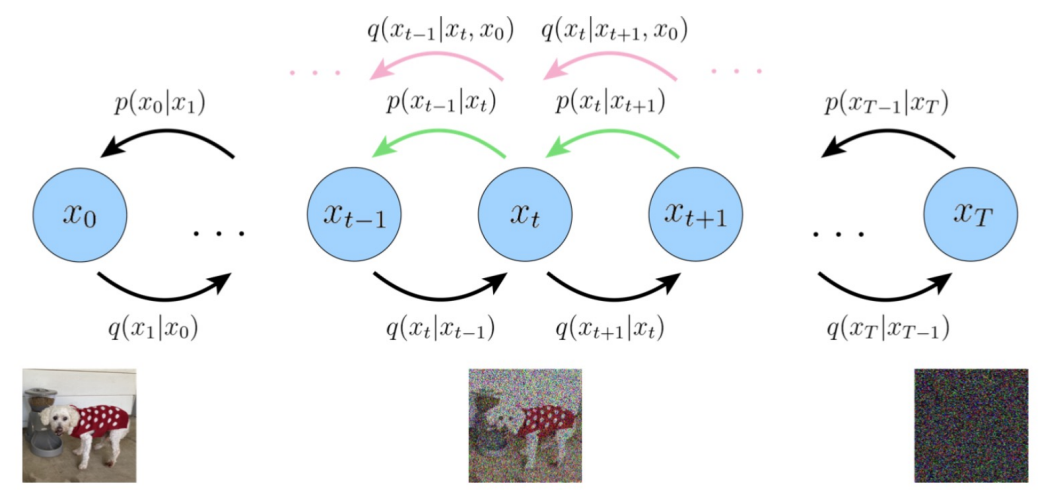 q(x_{t-1}|x_t, x_0) q(x_t|x_{t+1}, x_0)
. . . . . .
p(x_0|x_1) p(x_{t-1}|x_t) p(x_t|x_{t+1}) p(x_{T-1}|x_T)
x_0 . . . x_{t-1} x_t x_{t+1} . . . x_T
q(x_1|x_0) q(x_t|x_{t-1}) q(x_{t+1}|x_t) q(x_T|x_{T-1})